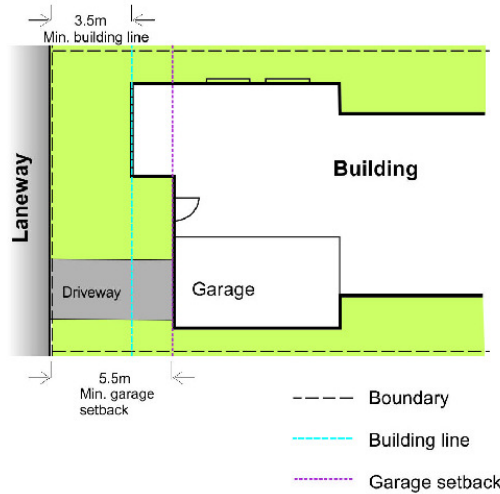 3.5m
Min. building line
Laneway
Building
Driveway
Garage
5.5m
Min. garage
setback
Boundary
Building line
Garage setback